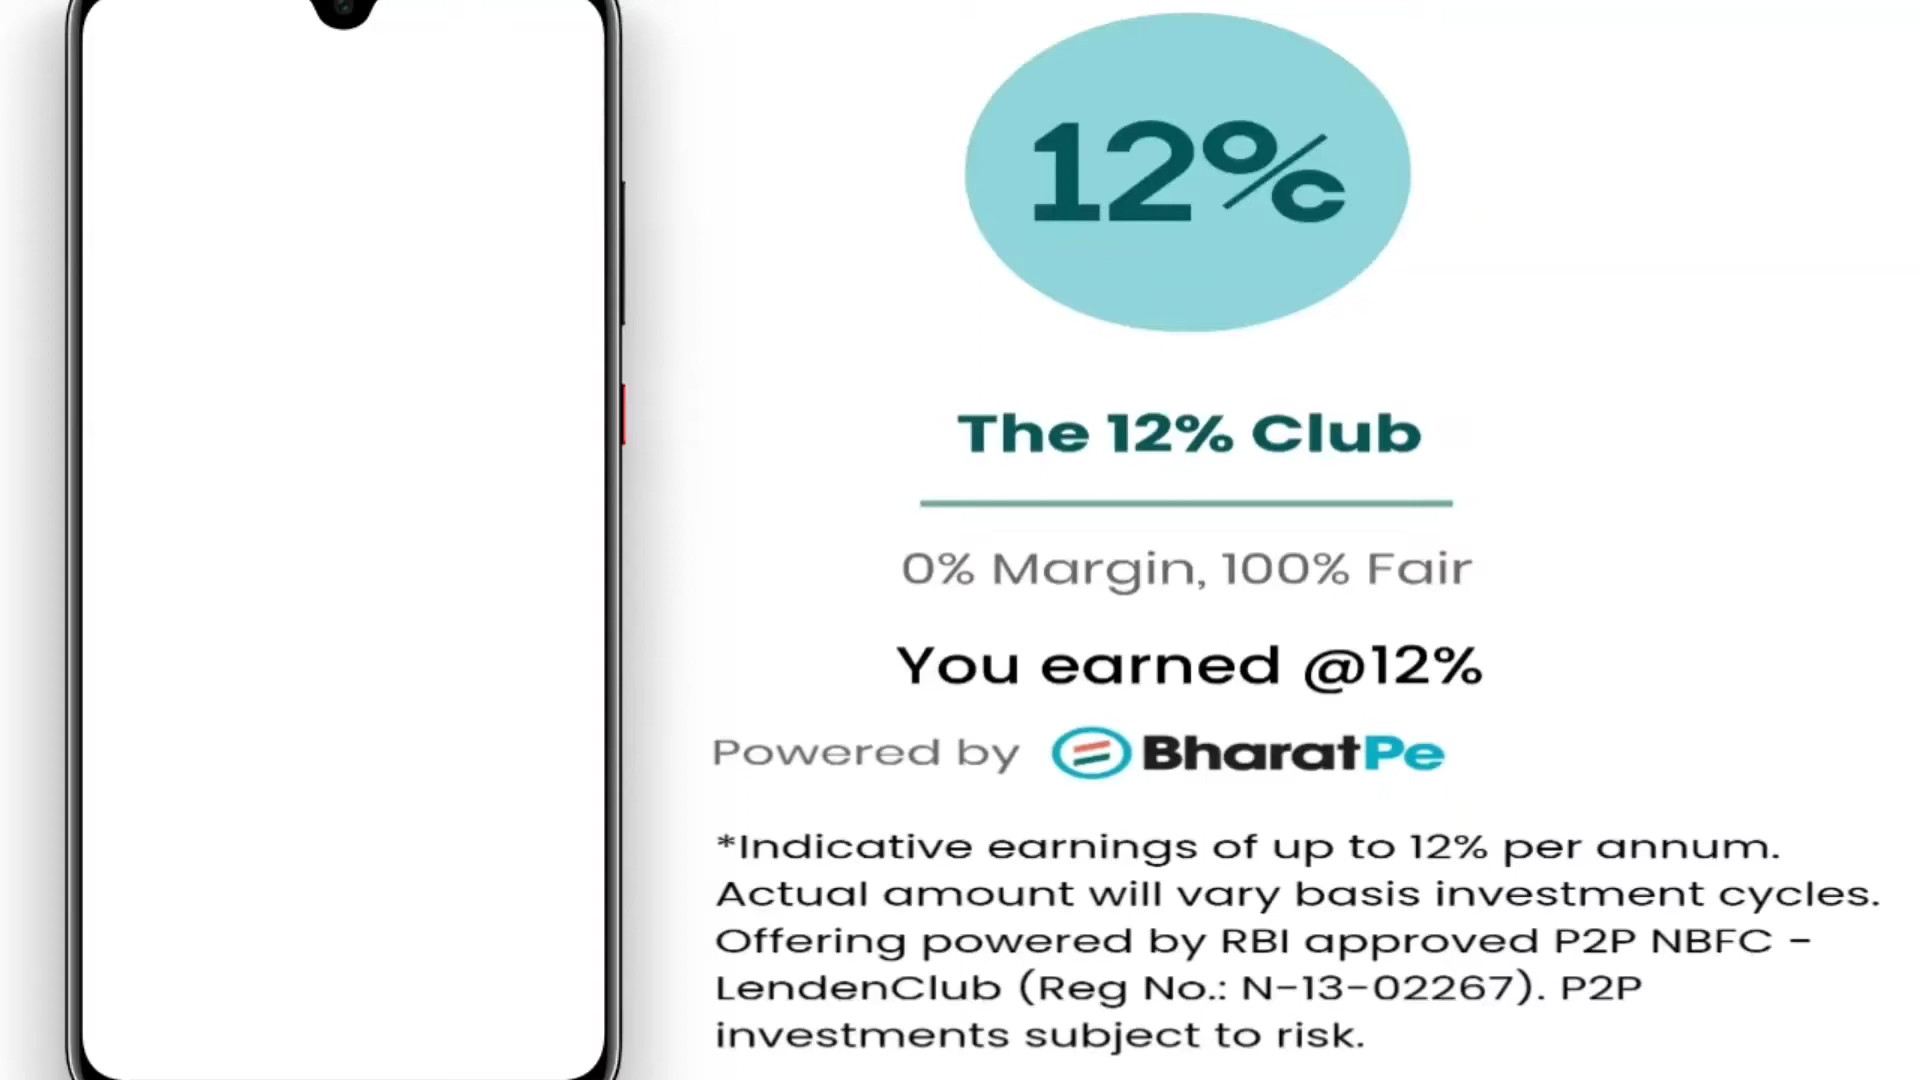 12%
The 12% Club
0% Margin, 100% Fair
You earned @12%
Powered by BharatPe
*Indicative earnings of up to 12% per annum.
Actual amount will vary basis investment cycles.
Offering powered by RBI approved P2P NBFC -
LendenClub (Reg No.: N-13-02267). P2P
investments subject to risk.